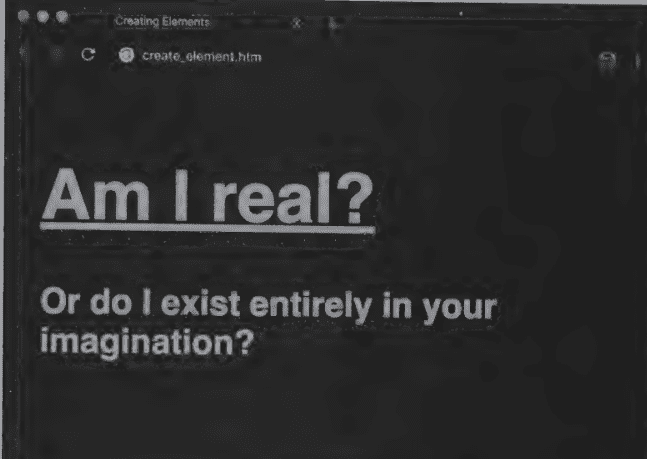 Creating Elements
create_element.htm
Am I real?
Or do I exist entirely in your
imagination?